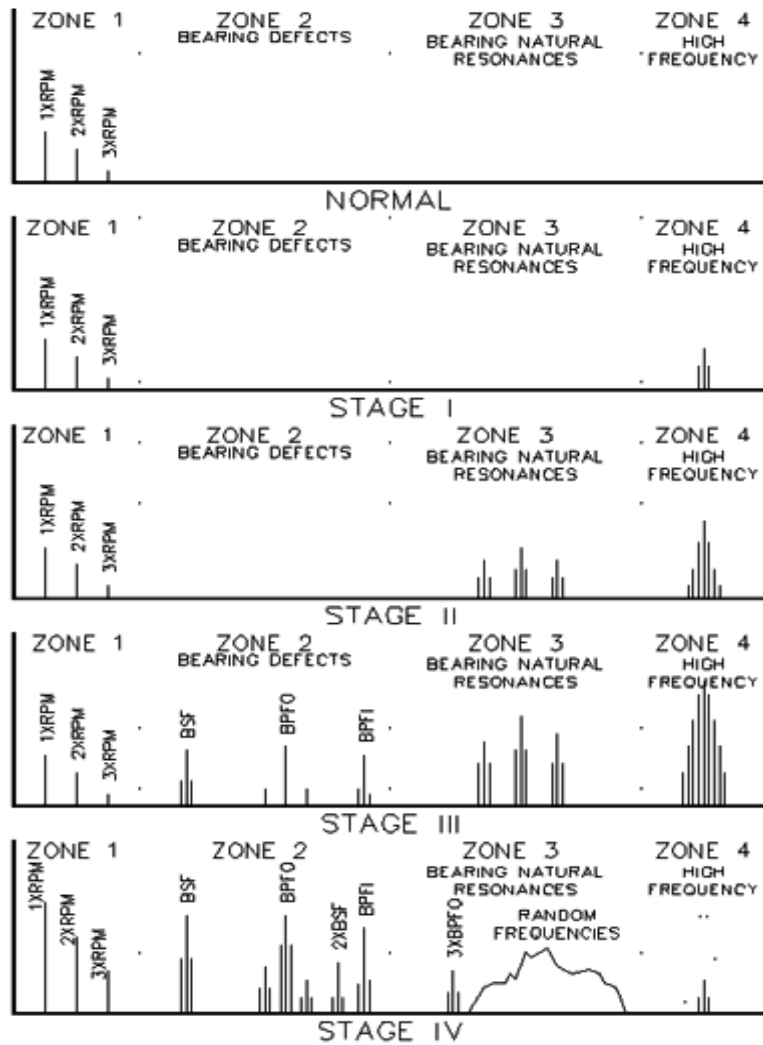 ZONE 1 ZONE 2 ZONE 3 ZONE 4
BEARING DEFECTS BEARING NATURAL RESONANCES HIGH FREQUENCY
1XRPM 2XRPM 3XRPM
NORMAL
ZONE 1 ZONE 2 ZONE 3 ZONE 4
BEARING DEFECTS BEARING NATURAL RESONANCES HIGH FREQUENCY
1XRPM 2XRPM 3XRPM
STAGE I
ZONE 1 ZONE 2 ZONE 3 ZONE 4
BEARING DEFECTS BEARING NATURAL RESONANCES HIGH FREQUENCY
1XRPM 2XRPM 3XRPM
STAGE II
ZONE 1 ZONE 2 ZONE 3 ZONE 4
BEARING DEFECTS BEARING NATURAL RESONANCES HIGH FREQUENCY
1XRPM 2XRPM 3XRPM BSF BPFO BPFI
STAGE III
ZONE 1 ZONE 2 ZONE 3 ZONE 4
BEARING NATURAL RESONANCES HIGH FREQUENCY
1XRPM 2XRPM 3XRPM BSF BPFO 2XBSF BPFI 3XBPFO RANDOM FREQUENCIES
STAGE IV